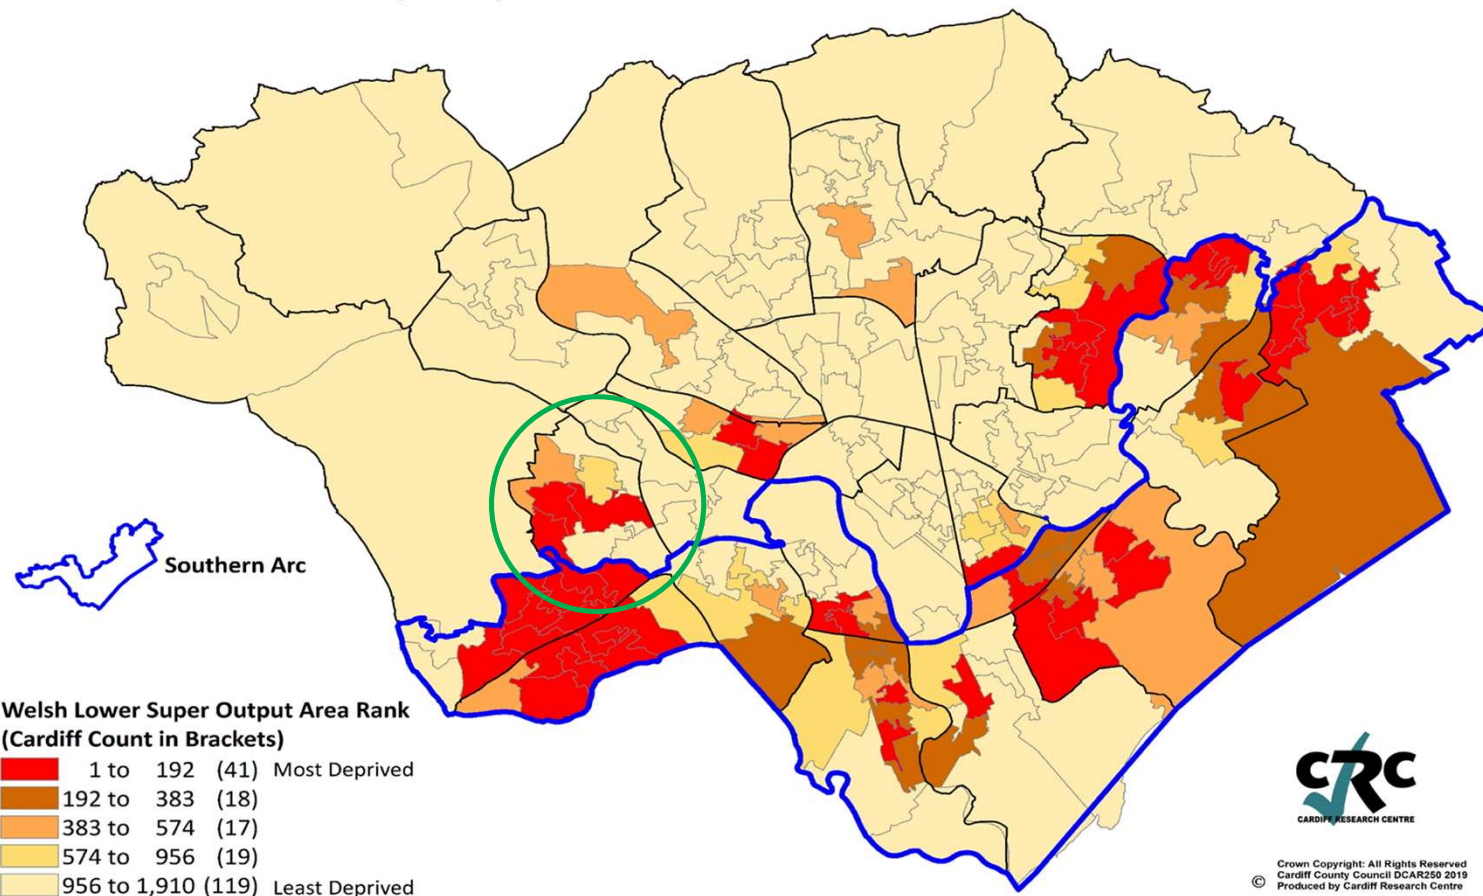 Southern Arc
Welsh Lower Super Output Area Rank
(Cardiff Count in Brackets)
1 to 192 (41) Most Deprived
192 to 383 (18)
383 to 574 (17)
574 to 956 (19)
956 to 1,910 (119) Least Deprived
CRC
CARDIFF RESEARCH CENTRE
Crown Copyright: All Rights Reserved
Cardiff County Council DCAR250 2019
© Produced by Cardiff Research Centre